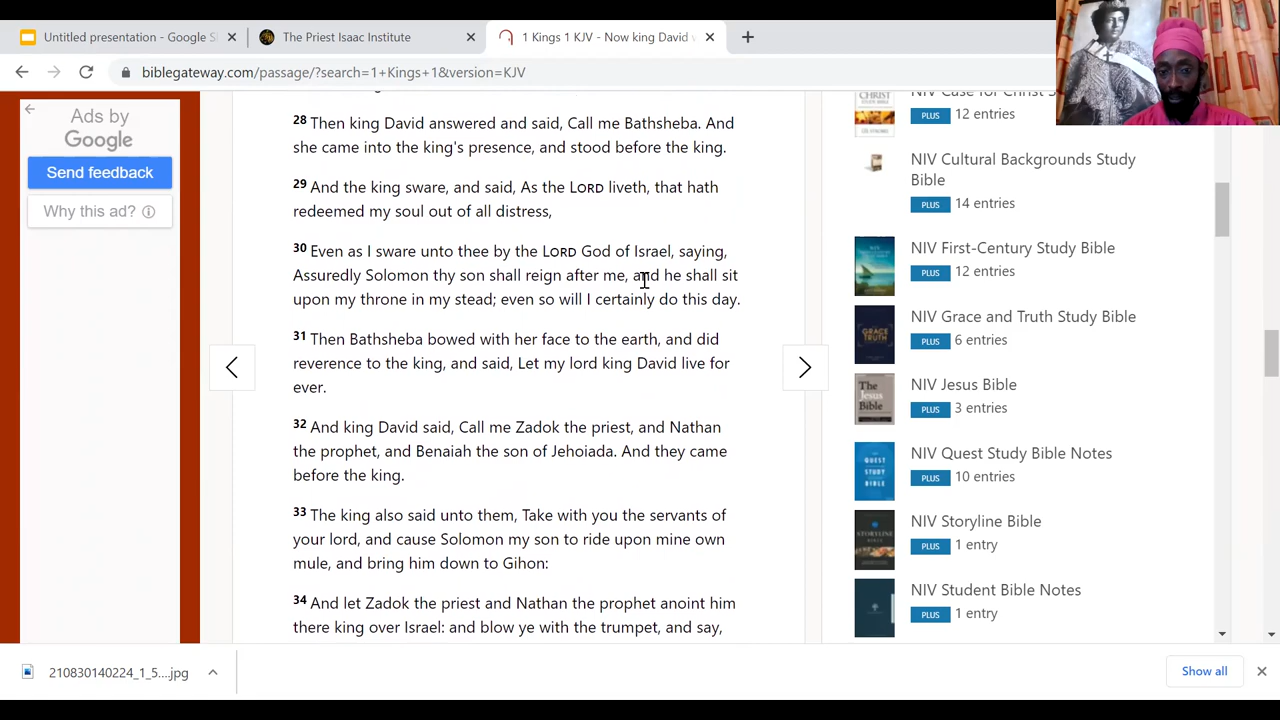 Untitled presentation - Google S
The Priest Isaac Institute
1 Kings 1 KJV - Now king David w
biblegateway.com/passage/?search=1+Kings+1&version=KJV
Ads by
Google
Send feedback
Why this ad?
28 Then king David answered and said, Call me Bathsheba. And
she came into the king's presence, and stood before the king.
29 And the king sware, and said, As the LORD liveth, that hath
redeemed my soul out of all distress,
30 Even as I sware unto thee by the LORD God of Israel, saying,
Assuredly Solomon thy son shall reign after me, and he shall sit
upon my throne in my stead; even so will I certainly do this day.
31 Then Bathsheba bowed with her face to the earth, and did
reverence to the king, and said, Let my lord king David live for
ever.
32 And king David said, Call me Zadok the priest, and Nathan
the prophet, and Benaiah the son of Jehoiada. And they came
before the king.
33 The king also said unto them, Take with you the servants of
your lord, and cause Solomon my son to ride upon mine own
mule, and bring him down to Gihon:
34 And let Zadok the priest and Nathan the prophet anoint him
there king over Israel: and blow ye with the trumpet, and say,
NIV Case for Christ S
PLUS 12 entries
NIV Cultural Backgrounds Study
Bible
PLUS 14 entries
NIV First-Century Study Bible
PLUS 12 entries
NIV Grace and Truth Study Bible
PLUS 6 entries
NIV Jesus Bible
PLUS 3 entries
NIV Quest Study Bible Notes
PLUS 10 entries
NIV Storyline Bible
PLUS 1 entry
NIV Student Bible Notes
PLUS 1 entry
210830140224_1_5....jpg
Show all